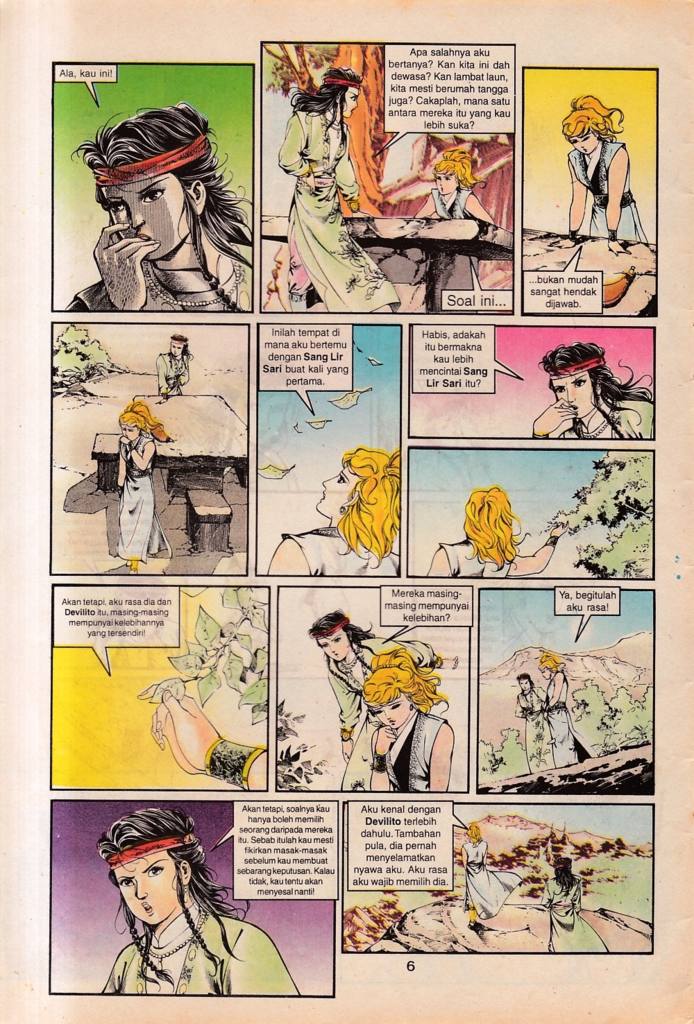 Ala, kau ini!
Apa salahnya aku
bertanya? Kan kita ini dah
dewasa? Kan lambat laun,
kita mesti berumah tangga
juga? Cakaplah, mana satu
antara mereka itu yang kau
lebih suka?
Soal ini...
...bukan mudah
sangat hendak
dijawab.
Inilah tempat di
mana aku bertemu
dengan Sang Lir
Sari buat kali yang
pertama.
Habis, adakah
itu bermakna
kau lebih
mencintai Sang
Lir Sari itu?
Akan tetapi, aku rasa dia dan
Devilito itu, masing-masing
mempunyai kelebihannya
yang tersendiri!
Mereka masing-
masing mempunyai
kelebihan?
Ya, begitulah
aku rasa!
Akan tetapi, soalnya kau
hanya boleh memilih
seorang daripada mereka
itu. Sebab itulah kau mesti
fikirkan masak-masak
sebelum kau membuat
sebarang keputusan. Kalau
tidak, kau tentu akan
menyesal nanti!
Aku kenal dengan
Devilito terlebih
dahulu. Tambahan
pula, dia pernah
menyelamatkan
nyawa aku. Aku rasa
aku wajib memilih dia.
6